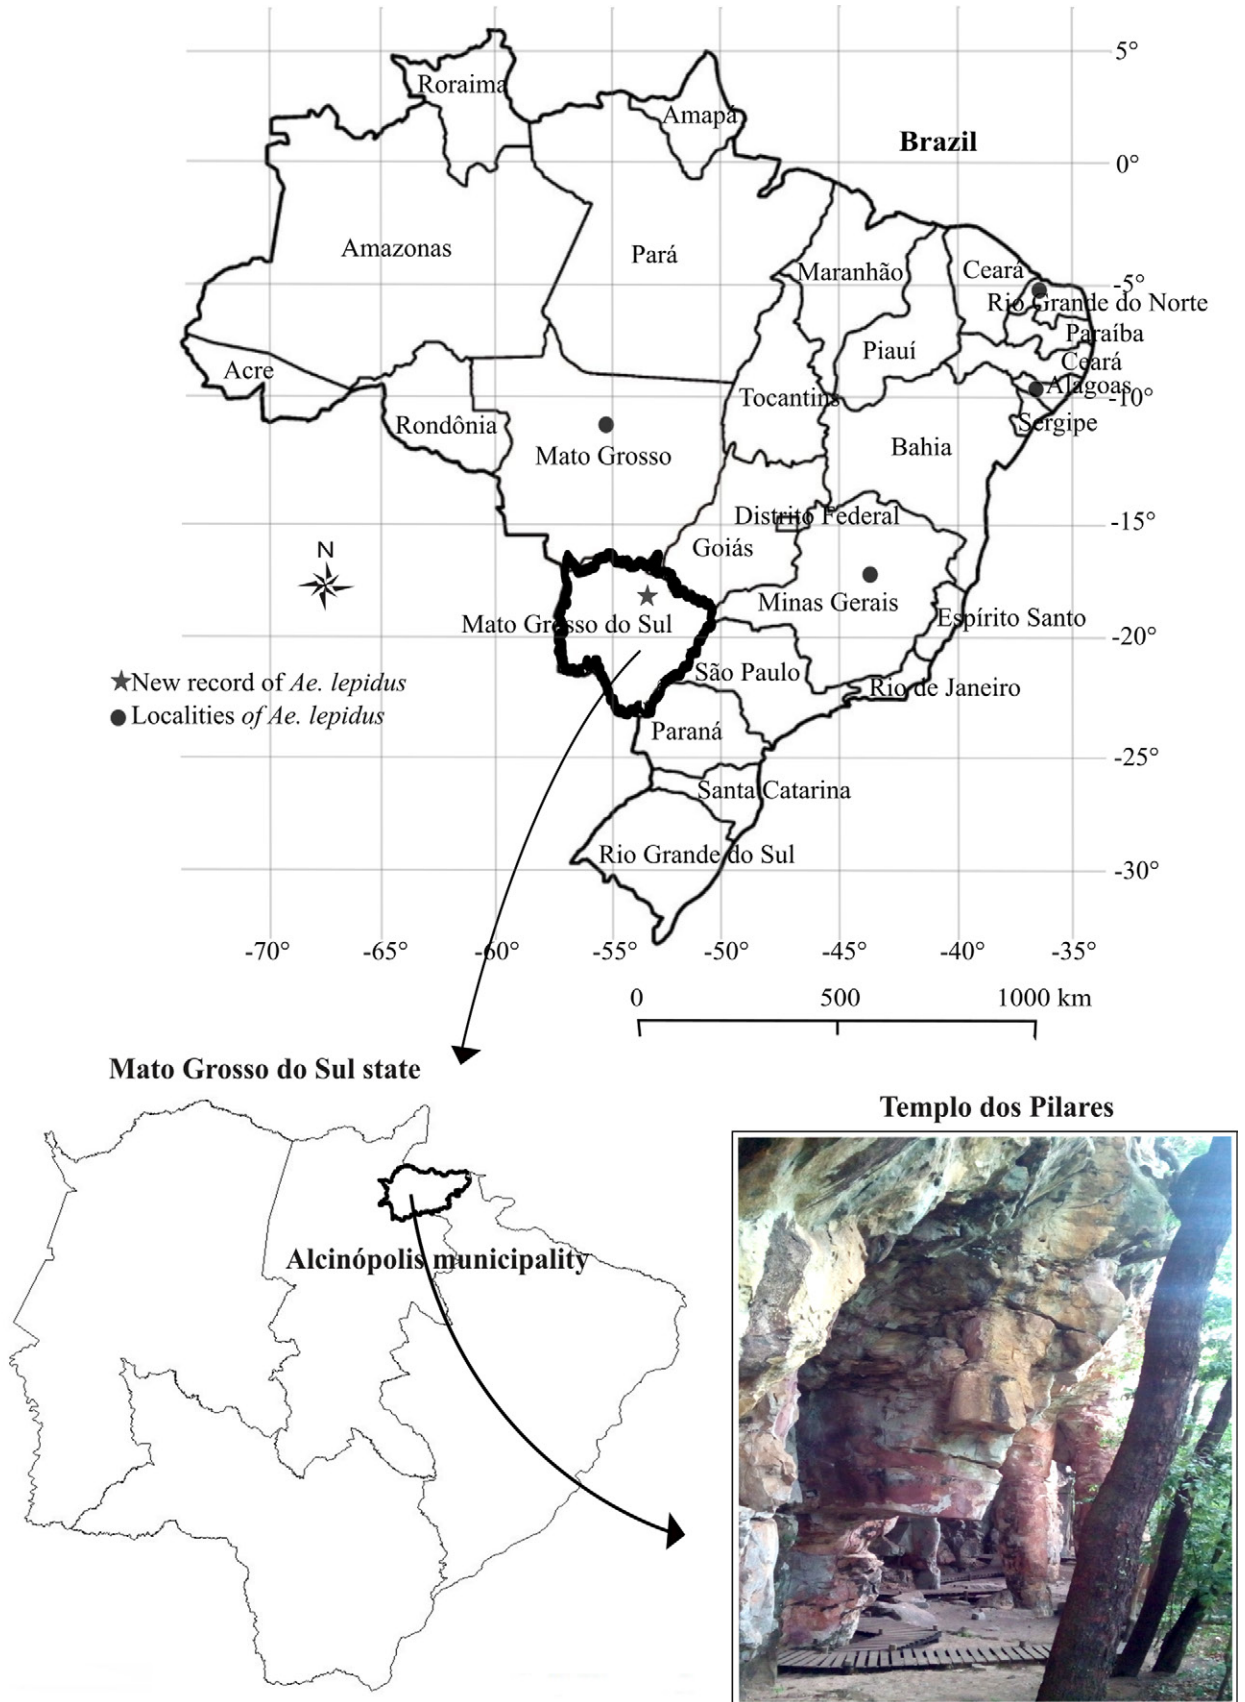 5°
Roraima
Amapá
Brazil
0°
Amazonas
Pará
Maranhão
Ceará
-5°
Rio Grande do Norte
Paraíba
Piauí
Ceará
Acre
Alagoas
Tocantins
-10°
Rondônia
Sergipe
Bahia
Mato Grosso
Distrito Federal
-15°
Goiás
N
Minas Gerais
Espírito Santo
Mato Grosso do Sul
-20°
São Paulo
New record of Ae. lepidus
Rio de Janeiro
Localities of Ae. lepidus
Paraná
-25°
Santa Catarina
Rio Grande do Sul
-30°
-70° -65° -60° -55° -50° -45° -40° -35°
0 500 1000 km
Mato Grosso do Sul state
Templo dos Pilares
Alcinópolis municipality